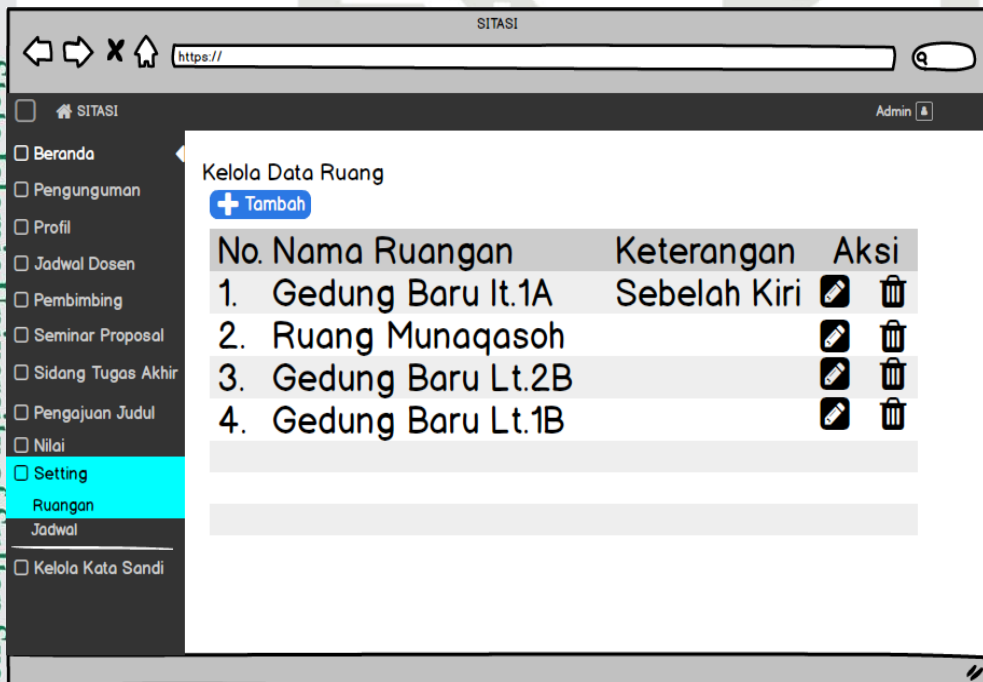 SITASI
https://
SITASI
Admin
Beranda
Pengunguman
Profil
Jadwal Dosen
Pembimbing
Seminar Proposal
Sidang Tugas Akhir
Pengajuan Judul
Nilai
Setting
Ruangan
Jadwal
Kelola Kata Sandi
Kelola Data Ruang
Tambah
No. Nama Ruangan Keterangan Aksi
1. Gedung Baru lt.1A Sebelah Kiri
2. Ruang Munaqasoh
3. Gedung Baru Lt.2B
4. Gedung Baru Lt.1B